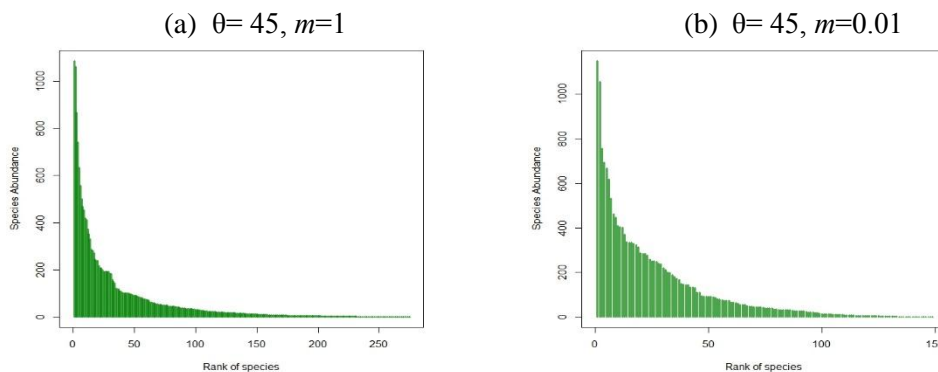 (a) θ= 45, m=1
(b) θ= 45, m=0.01
Species Abundance
0 200 400 600 800 1000
0 50 100 150 200 250
Rank of species
Species Abundance
0 200 400 600 800 1000
0 50 100 150
Rank of species